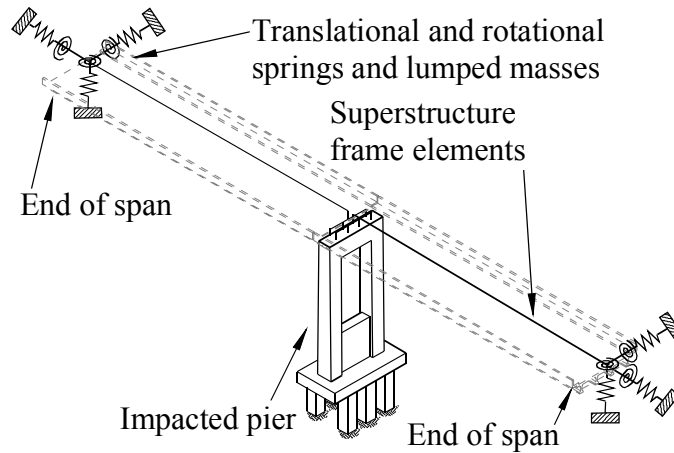 Translational and rotational
springs and lumped masses
Superstructure
frame elements
End of span
Impacted pier
End of span